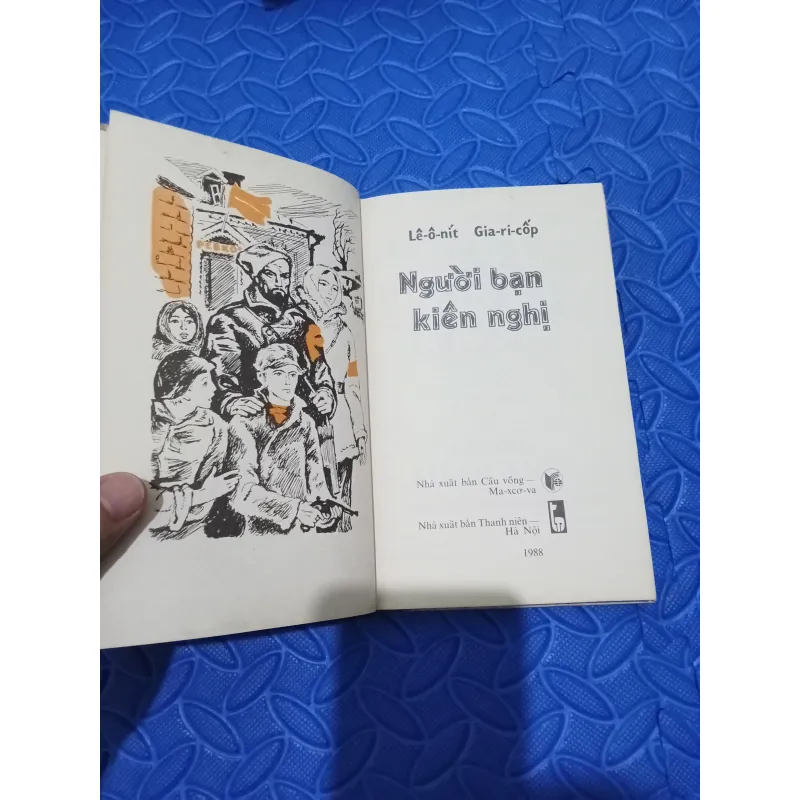 РЕВКО
Lê-ô-nít Gia-ri-cốp
Người bạn
kiên nghị
Nhà xuất bản Cầu vồng —
Ma-xcơ-va
Nhà xuất bản Thanh niên —
Hà Nội
1988